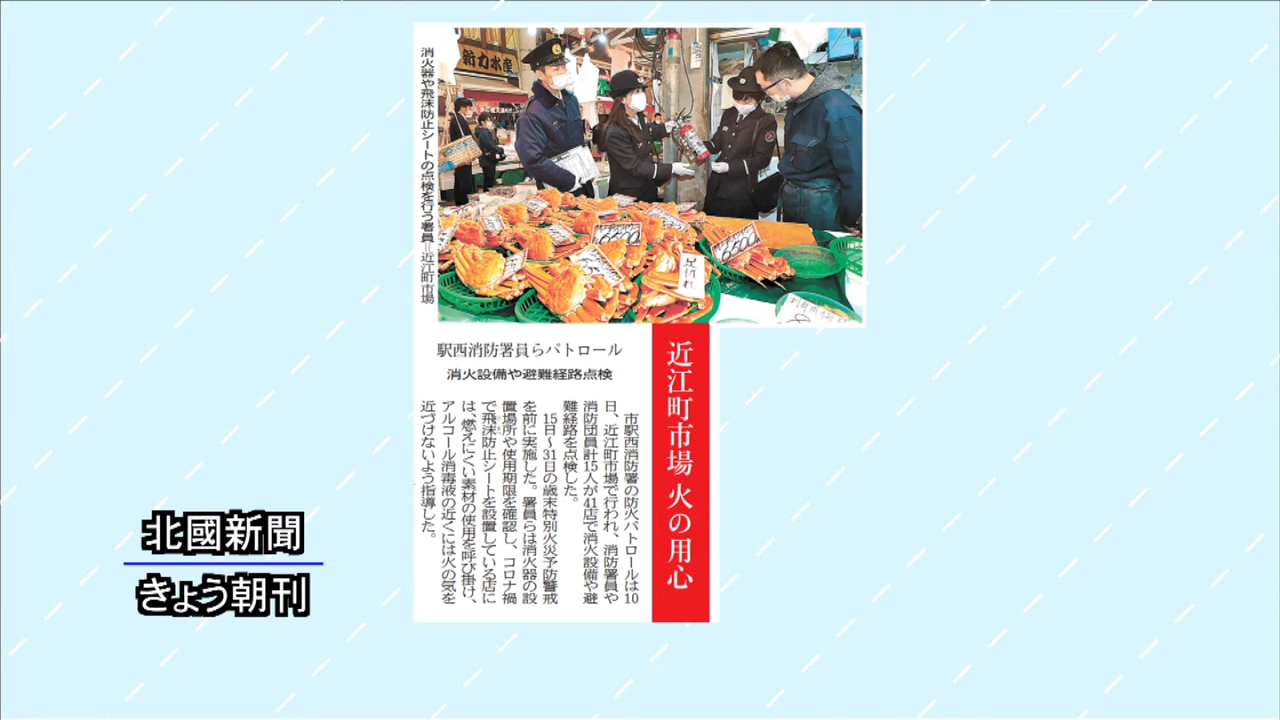 新力水産
6500
6500
足折れ
消火器や飛沫防止シートの点検を行う署員=近江町市場
近江町市場 火の用心
駅西消防署員らパトロール
消火設備や避難経路点検
市駅西消防署の防火パトロールは10
日、近江町市場で行われ、消防署員や
消防団員計15人が41店で消火設備や避
難経路を点検した。
15日~31日の歳末特別火災予防警戒
を前に実施した。署員らは消火器の設
置場所や使用期限を確認し、コロナ禍
で飛沫防止シートを設置している店に
は、燃えにくい素材の使用を呼び掛け、
アルコール消毒液の近くには火の気を
近づけないよう指導した。
北國新聞
きょう朝刊